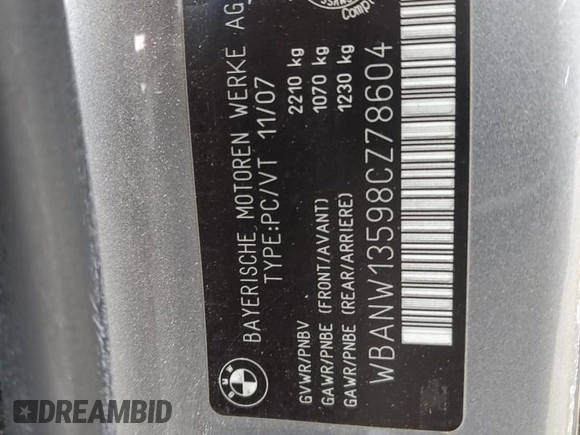 BAYERISCHE MOTOREN WERKE AG
TYPE:PC/VT 11/07
GVWR/PNBV 2210 kg
GAWR/PNBE (FRONT/AVANT) 1070 kg
GAWR/PNBE (REAR/ARRIERE) 1230 kg
WBANW13598CZ78604
BMW
DREAMBID